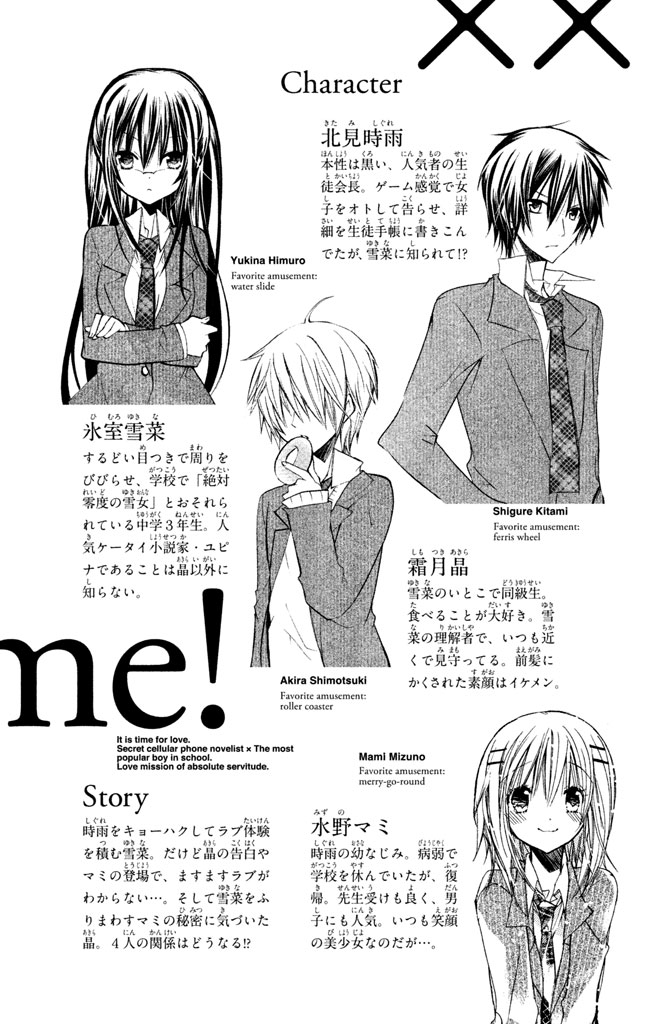 ××
Character
北見時雨
本性は黒い、人気者の生
徒会長。ゲーム感覚で女
子をオトして告らせ、詳
細を生徒手帳に書きこん
でたが、雪菜に知られて!?
Yukina Himuro
Favorite amusement:
water slide
氷室雪菜
するどい目つきで周りを
びびらせ、学校で「絶対
零度の雪女」とおそれら
れている中学3年生。人
気ケータイ小説家・ユピ
ナであることは晶以外に
知らない。
Shigure Kitami
Favorite amusement:
ferris wheel
霜月晶
雪菜のいとこで同級生。
食べることが大好き。雪
菜の理解者で、いつも近
くで見守ってる。前髪に
かくされた素顔はイケメン。
Akira Shimotsuki
Favorite amusement:
roller coaster
me!
It is time for love.
Secret cellular phone novelist × The most
popular boy in school.
Love mission of absolute servitude.
Story
時雨をキョーハクしてラブ体験
を積む雪菜。だけど晶の告白や
マミの登場で、ますますラブが
わからない…。そして雪菜をふ
りまわすマミの秘密に気づいた
晶。4人の関係はどうなる!?
Mami Mizuno
Favorite amusement:
merry-go-round
水野マミ
時雨の幼なじみ。病弱で
学校を休んでいたが、復
帰。先生受けも良く、男
子にも人気。いつも笑顔
の美少女なのだが…。